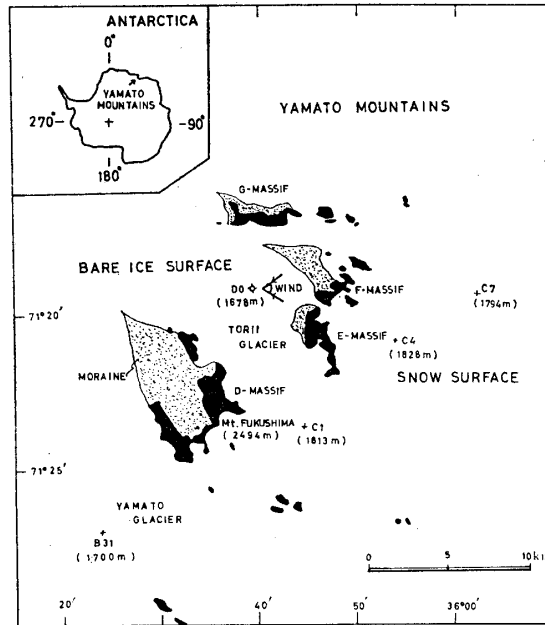 ANTARCTICA
0°
YAMATO
MOUNTAINS
270°
90°
180°
YAMATO MOUNTAINS
G-MASSIF
BARE ICE SURFACE
DO
WIND
(1678m)
F-MASSIF
C7
(1794m)
71°20′
TORII
GLACIER
E-MASSIF
C4
(1828m)
SNOW SURFACE
MORAINE
D-MASSIF
Mt. FUKUSHIMA
(2494m)
C1
(1813m)
71°25′
YAMATO
GLACIER
B31
(1700m)
0 5 10k
20′ 40′ 50′ 36°00′